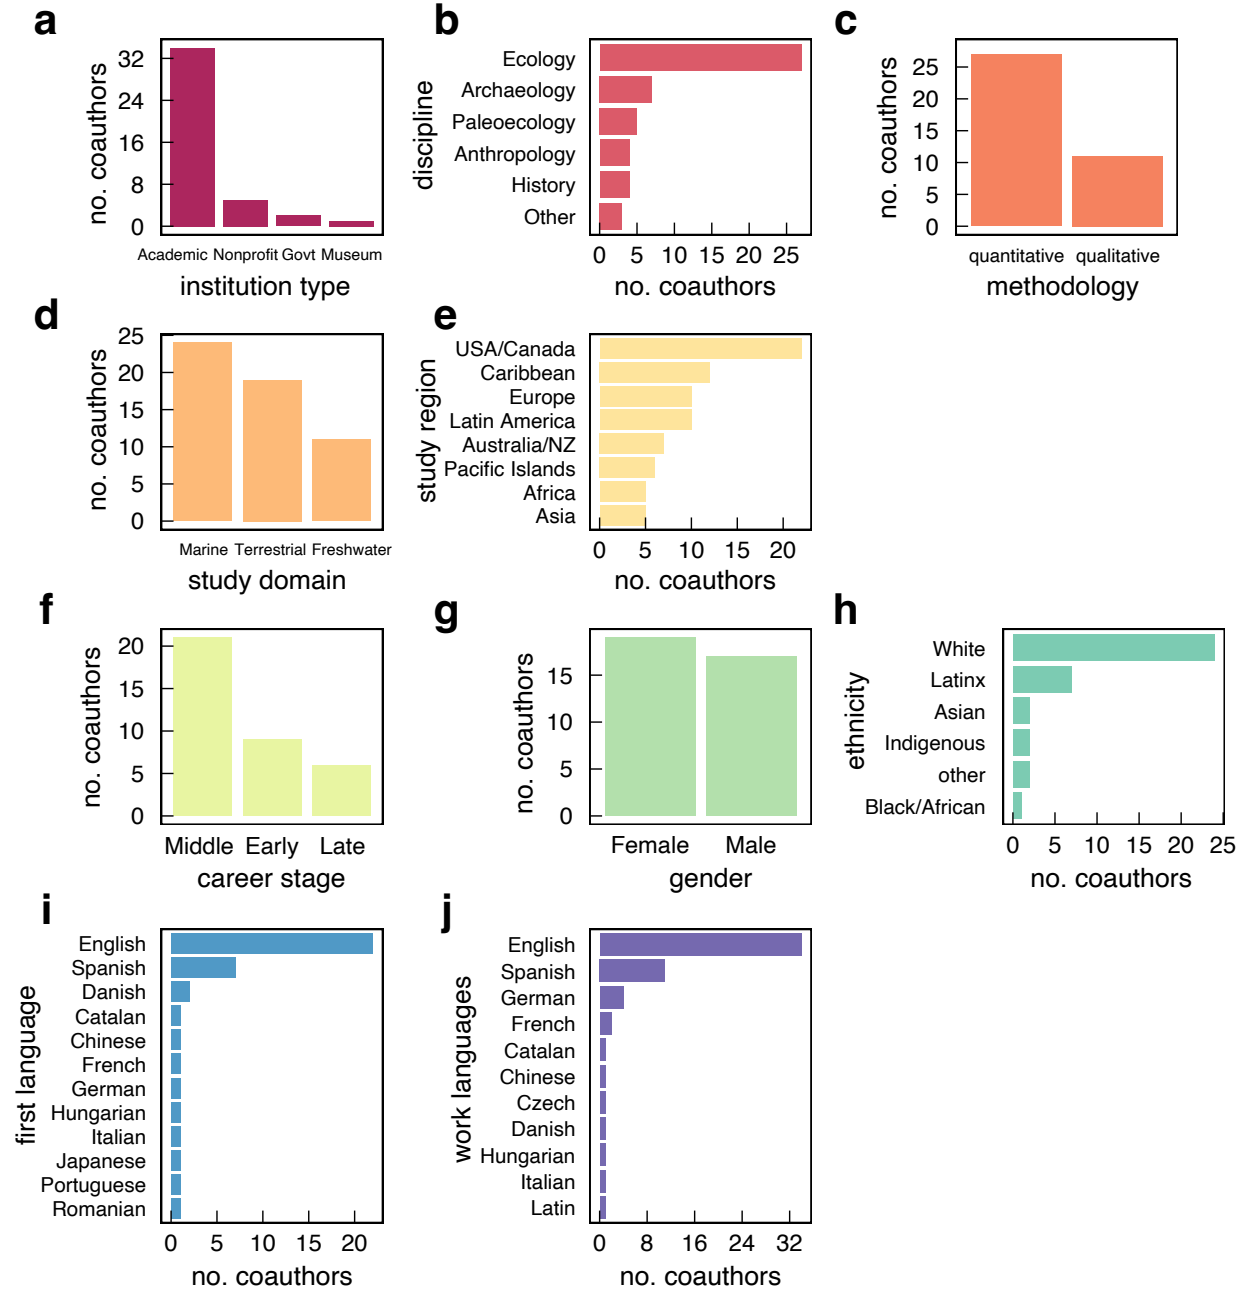 a
no. coauthors
32
24
16
8
0
Academic Nonprofit Govt Museum
institution type
b
discipline
Ecology
Archaeology
Paleoecology
Anthropology
History
Other
0 5 10 15 20 25
no. coauthors
c
no. coauthors
25
20
15
10
5
0
quantitative qualitative
methodology
d
no. coauthors
25
20
15
10
5
0
Marine Terrestrial Freshwater
study domain
e
study region
USA/Canada
Caribbean
Europe
Latin America
Australia/NZ
Pacific Islands
Africa
Asia
0 5 10 15 20
no. coauthors
f
no. coauthors
20
15
10
5
0
Middle Early Late
career stage
g
no. coauthors
15
10
5
0
Female Male
gender
h
ethnicity
White
Latinx
Asian
Indigenous
other
Black/African
0 5 10 15 20 25
no. coauthors
i
first language
English
Spanish
Danish
Catalan
Chinese
French
German
Hungarian
Italian
Japanese
Portuguese
Romanian
0 5 10 15 20
no. coauthors
j
work languages
English
Spanish
German
French
Catalan
Chinese
Czech
Danish
Hungarian
Italian
Latin
0 8 16 24 32
no. coauthors